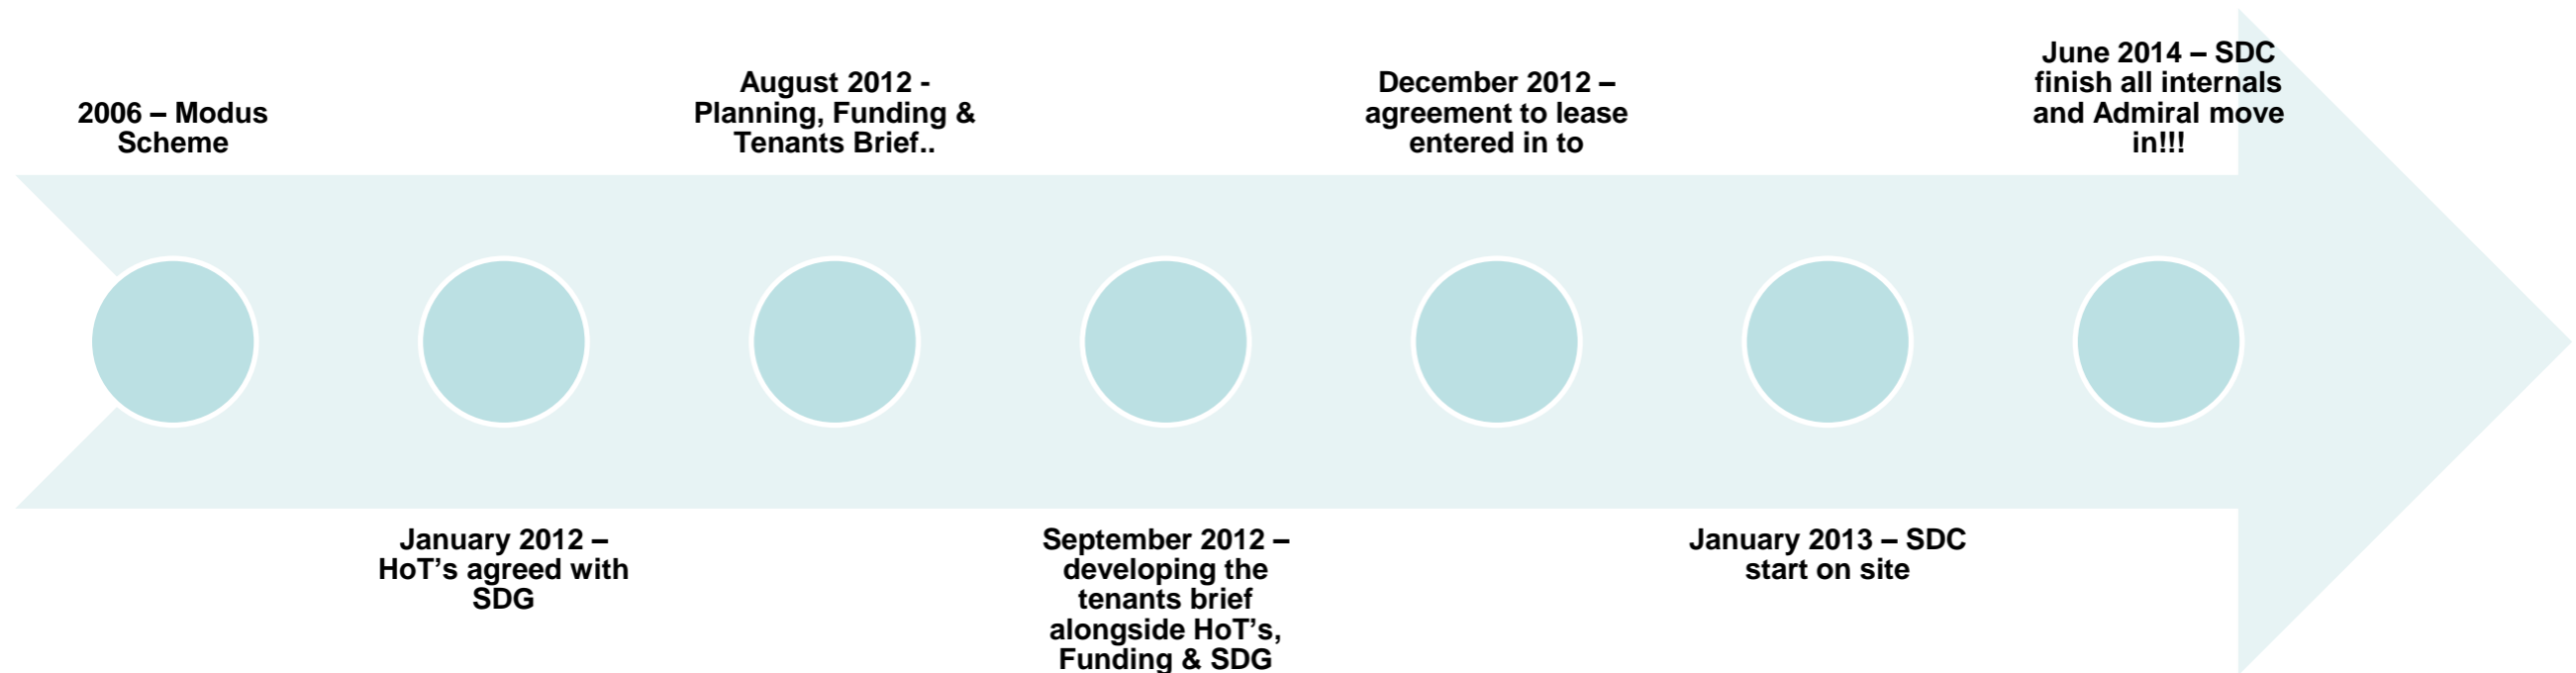 2006 – Modus
Scheme
January 2012 –
HoT’s agreed with
SDG
August 2012 -
Planning, Funding &
Tenants Brief..
September 2012 –
developing the
tenants brief
alongside HoT’s,
Funding & SDG
December 2012 –
agreement to lease
entered in to
January 2013 – SDC
start on site
June 2014 – SDC
finish all internals
and Admiral move
in!!!